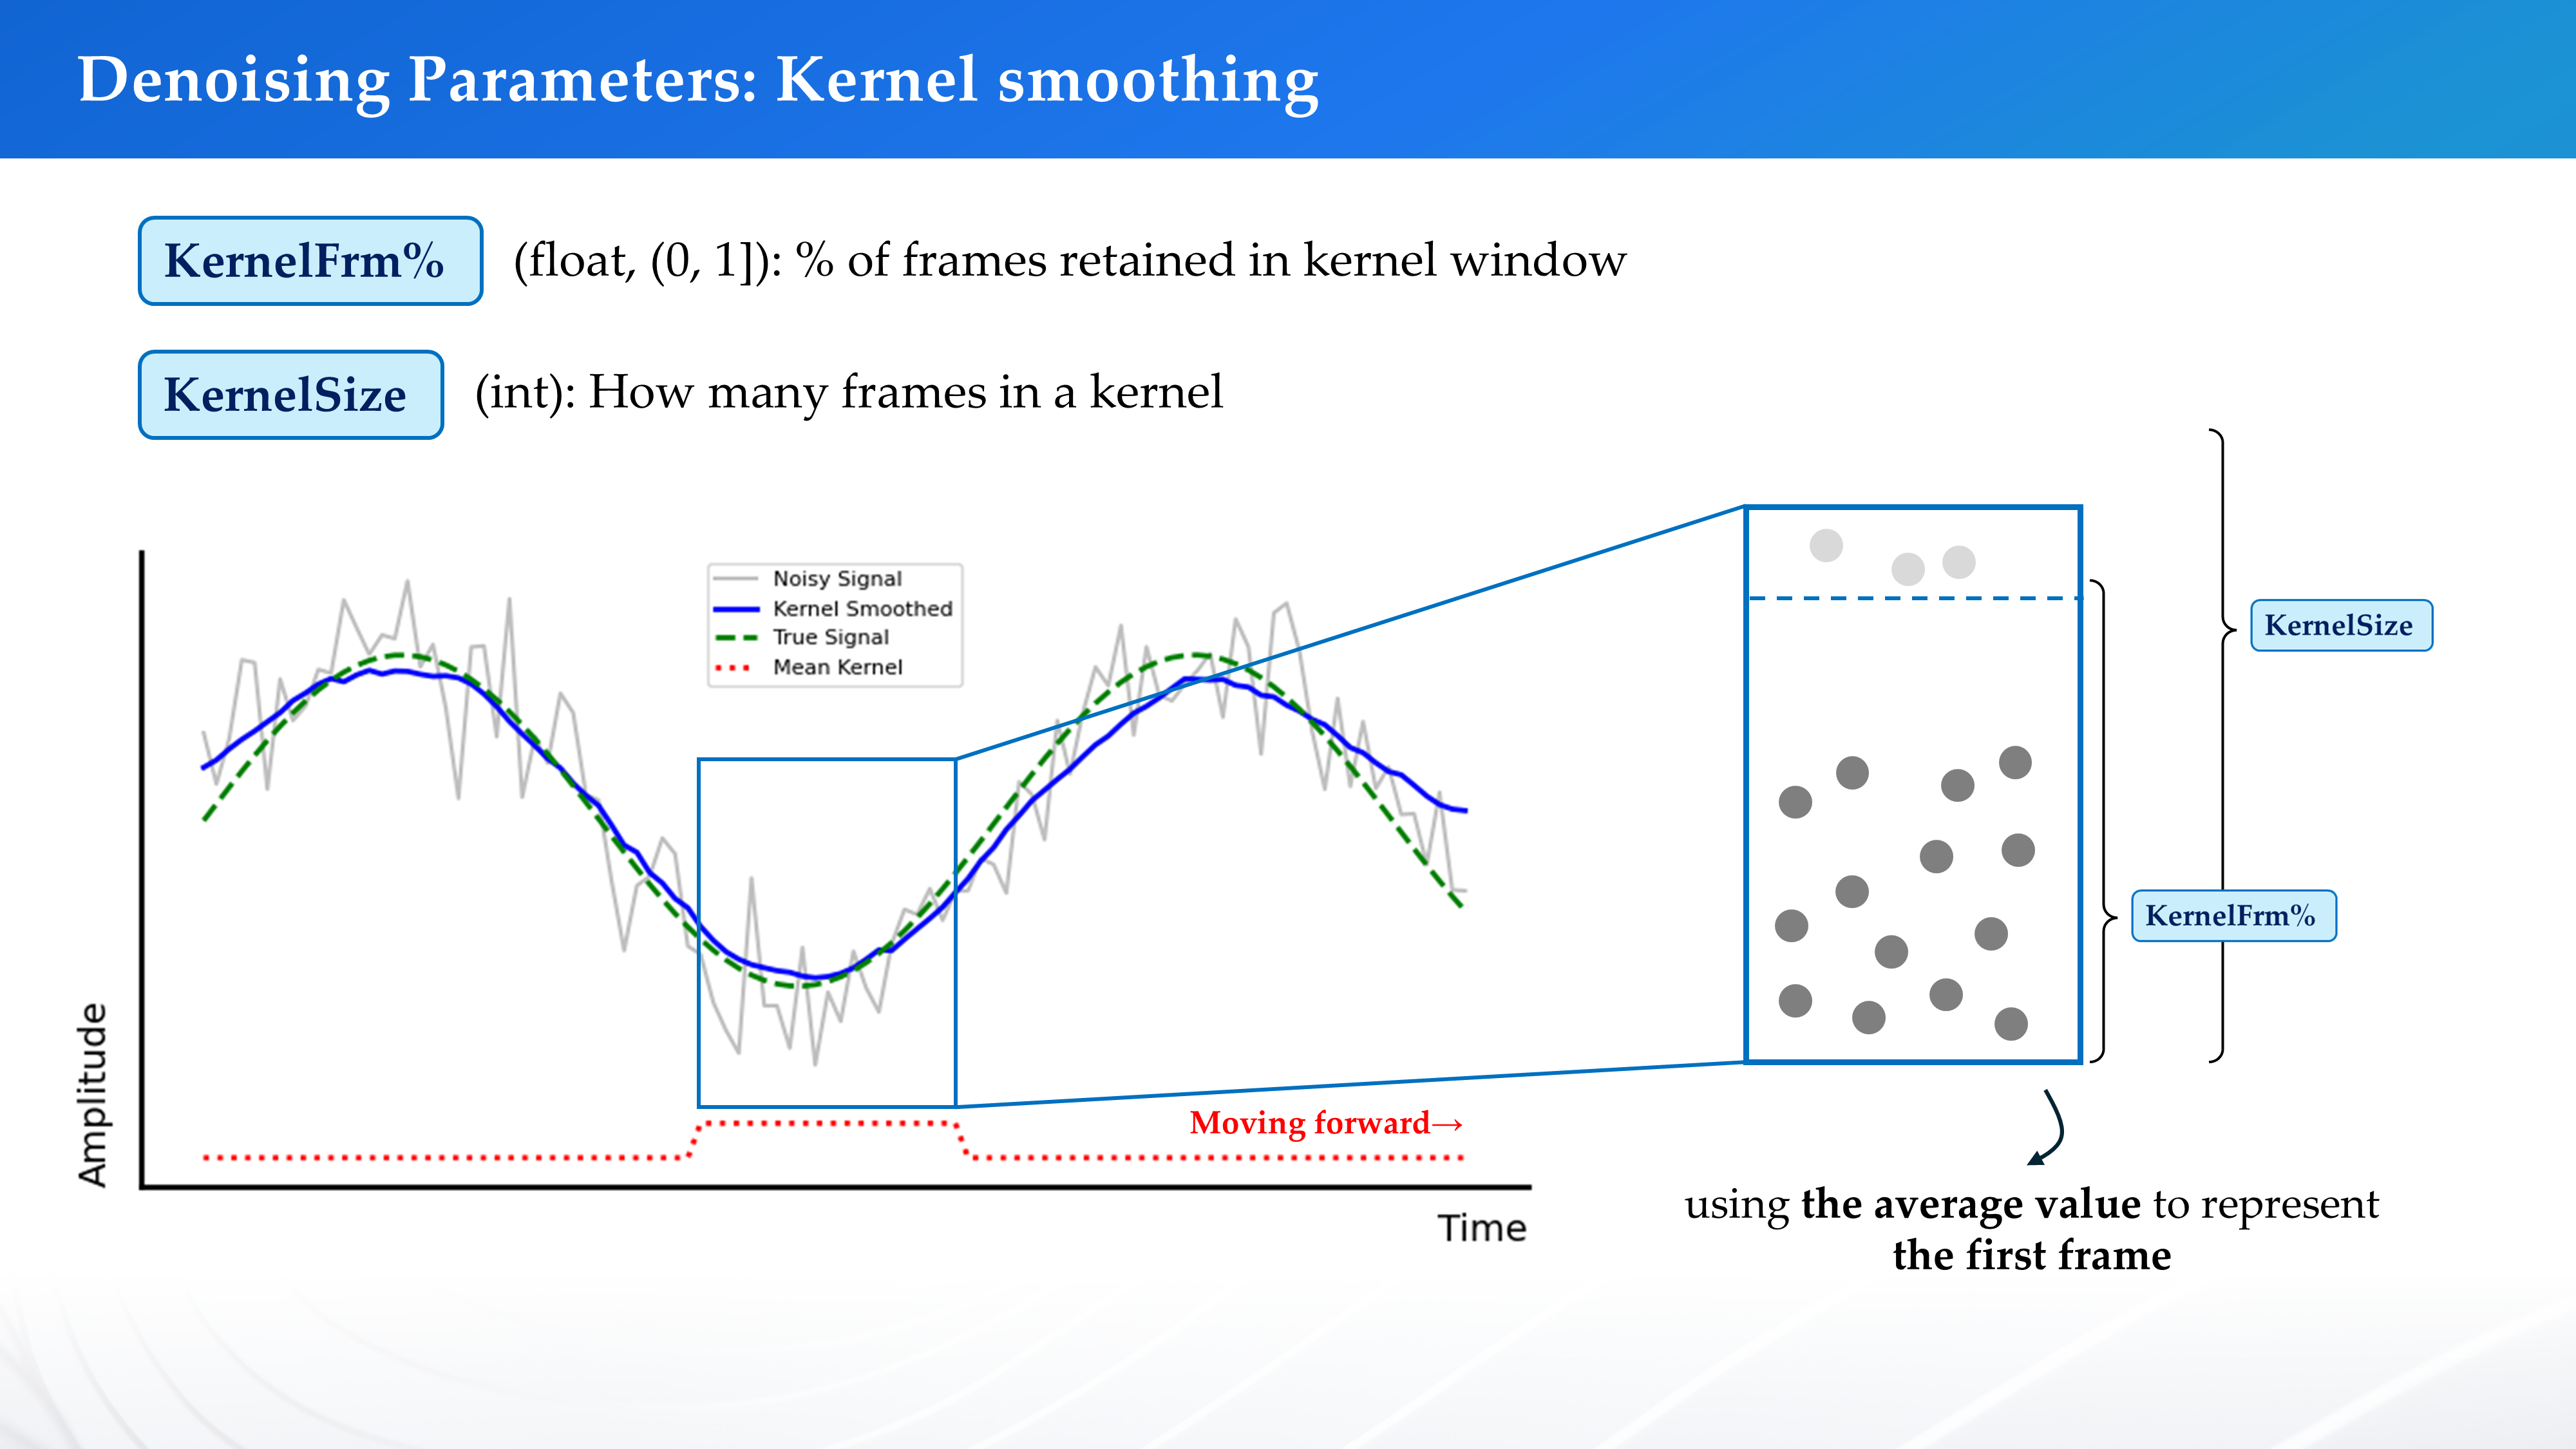 Denoising Parameters: Kernel smoothing
KernelFrm% (float, (0, 1]): % of frames retained in kernel window
KernelSize (int): How many frames in a kernel
Noisy Signal
Kernel Smoothed
True Signal
Mean Kernel
Amplitude
Time
Moving forward→
KernelSize
KernelFrm%
using the average value to represent
the first frame